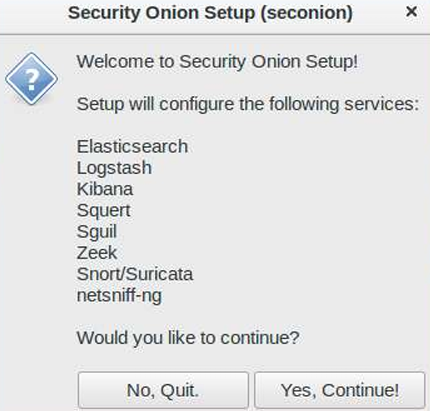 Security Onion Setup (seconion)
Welcome to Security Onion Setup!
Setup will configure the following services:
Elasticsearch
Logstash
Kibana
Squert
Sguil
Zeek
Snort/Suricata
netsniff-ng
Would you like to continue?
No, Quit.
Yes, Continue!